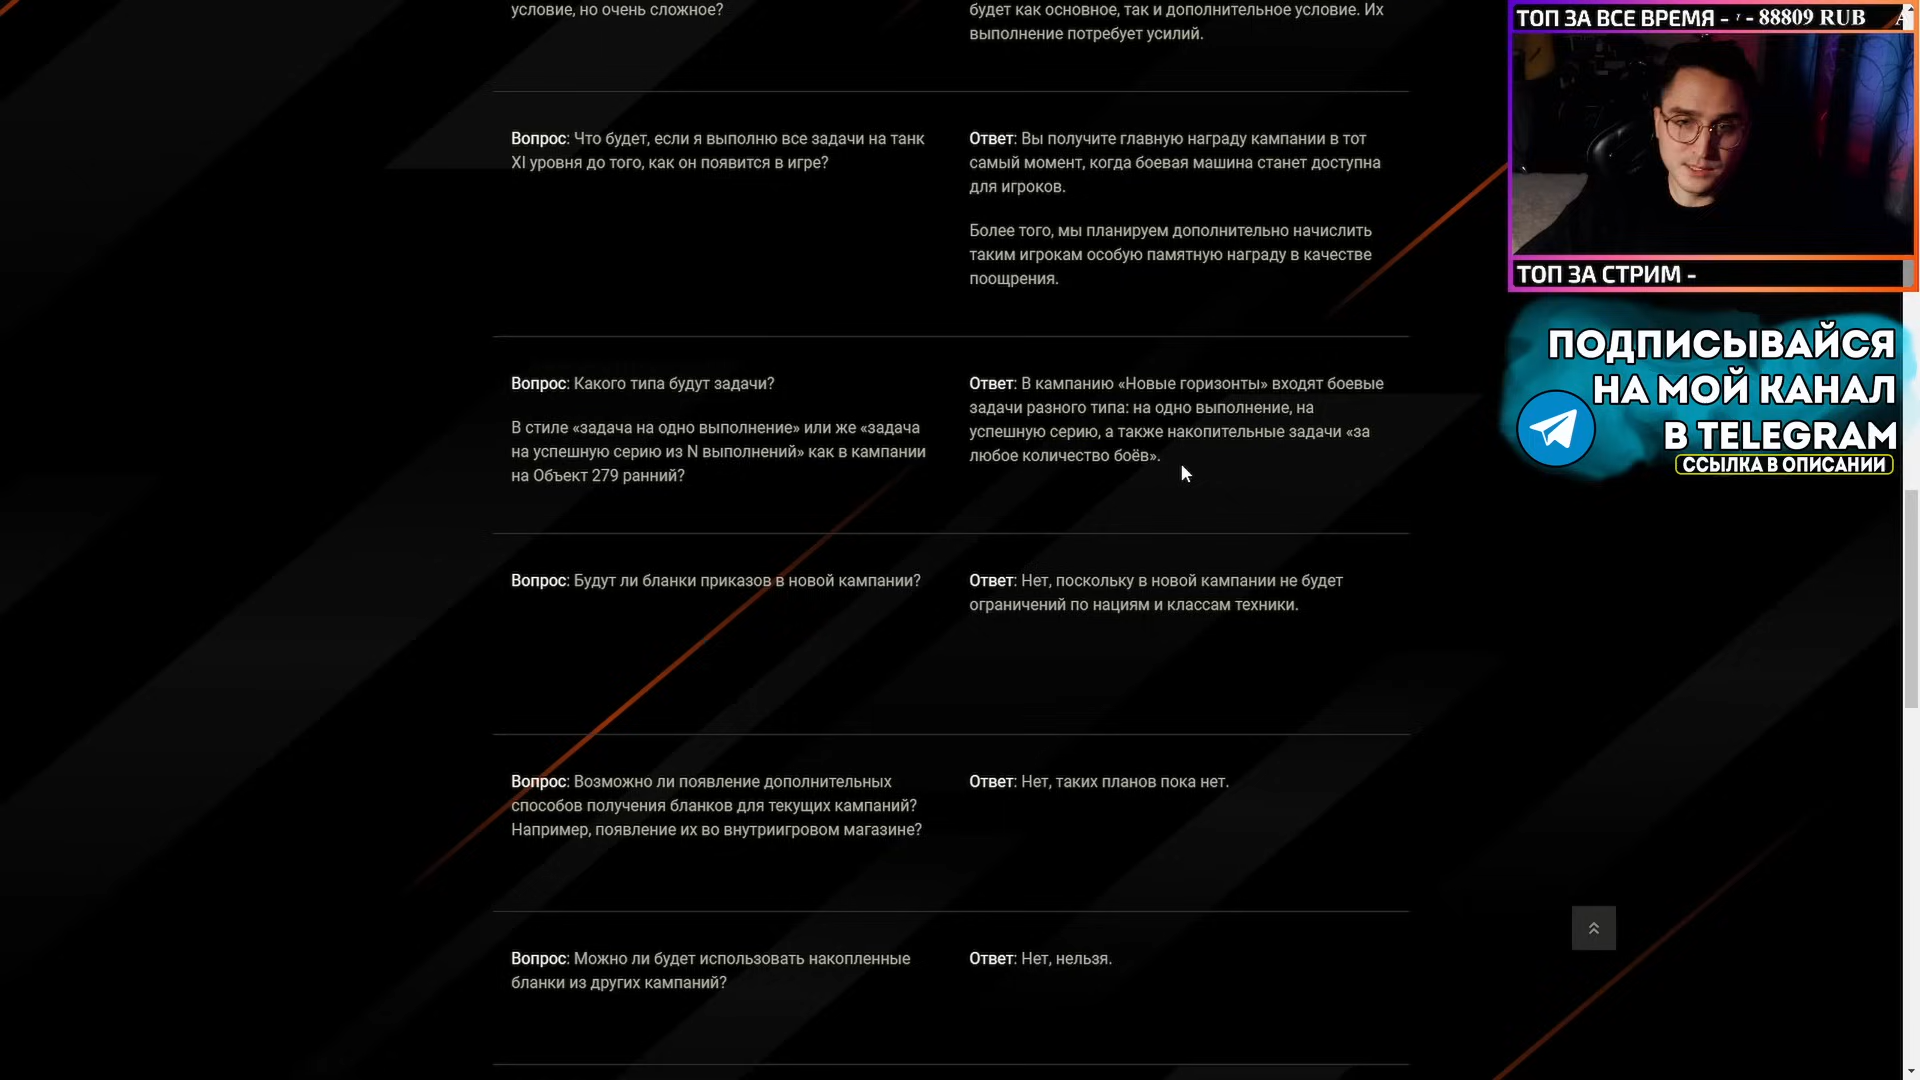 условие, но очень сложное?
будет как основное, так и дополнительное условие. Их
выполнение потребует усилий.
Вопрос: Что будет, если я выполню все задачи на танк
XI уровня до того, как он появится в игре?
Ответ: Вы получите главную награду кампании в тот
самый момент, когда боевая машина станет доступна
для игроков.
Более того, мы планируем дополнительно начислить
таким игрокам особую памятную награду в качестве
поощрения.
Вопрос: Какого типа будут задачи?
В стиле «задача на одно выполнение» или же «задача
на успешную серию из N выполнений» как в кампании
на Объект 279 ранний?
Ответ: В кампанию «Новые горизонты» входят боевые
задачи разного типа: на одно выполнение, на
успешную серию, а также накопительные задачи «за
любое количество боёв».
Вопрос: Будут ли бланки приказов в новой кампании?
Ответ: Нет, поскольку в новой кампании не будет
ограничений по нациям и классам техники.
Вопрос: Возможно ли появление дополнительных
способов получения бланков для текущих кампаний?
Например, появление их во внутриигровом магазине?
Ответ: Нет, таких планов пока нет.
Вопрос: Можно ли будет использовать накопленные
бланки из других кампаний?
Ответ: Нет, нельзя.
ТОП ЗА ВСЕ ВРЕМЯ - - 88809 RUB
ТОП ЗА СТРИМ -
ПОДПИСЫВАЙСЯ
НА МОЙ КАНАЛ
В TELEGRAM
ССЫЛКА В ОПИСАНИИ